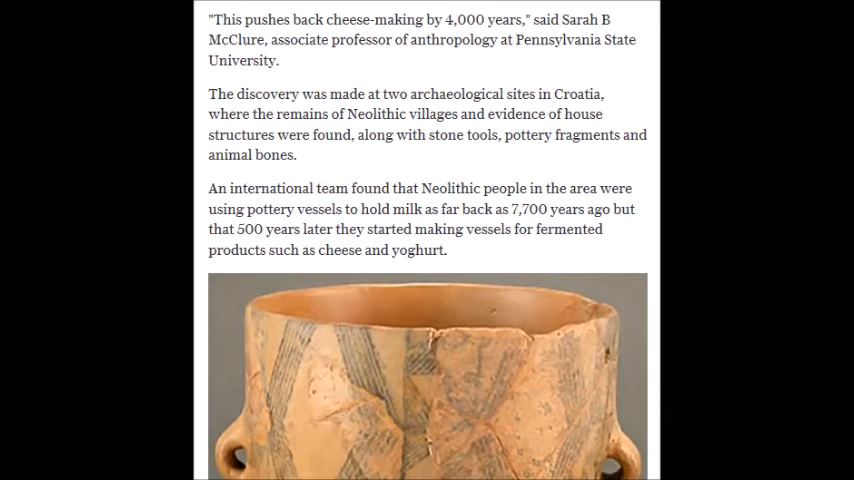 "This pushes back cheese-making by 4,000 years," said Sarah B
McClure, associate professor of anthropology at Pennsylvania State
University.
The discovery was made at two archaeological sites in Croatia,
where the remains of Neolithic villages and evidence of house
structures were found, along with stone tools, pottery fragments and
animal bones.
An international team found that Neolithic people in the area were
using pottery vessels to hold milk as far back as 7,700 years ago but
that 500 years later they started making vessels for fermented
products such as cheese and yoghurt.